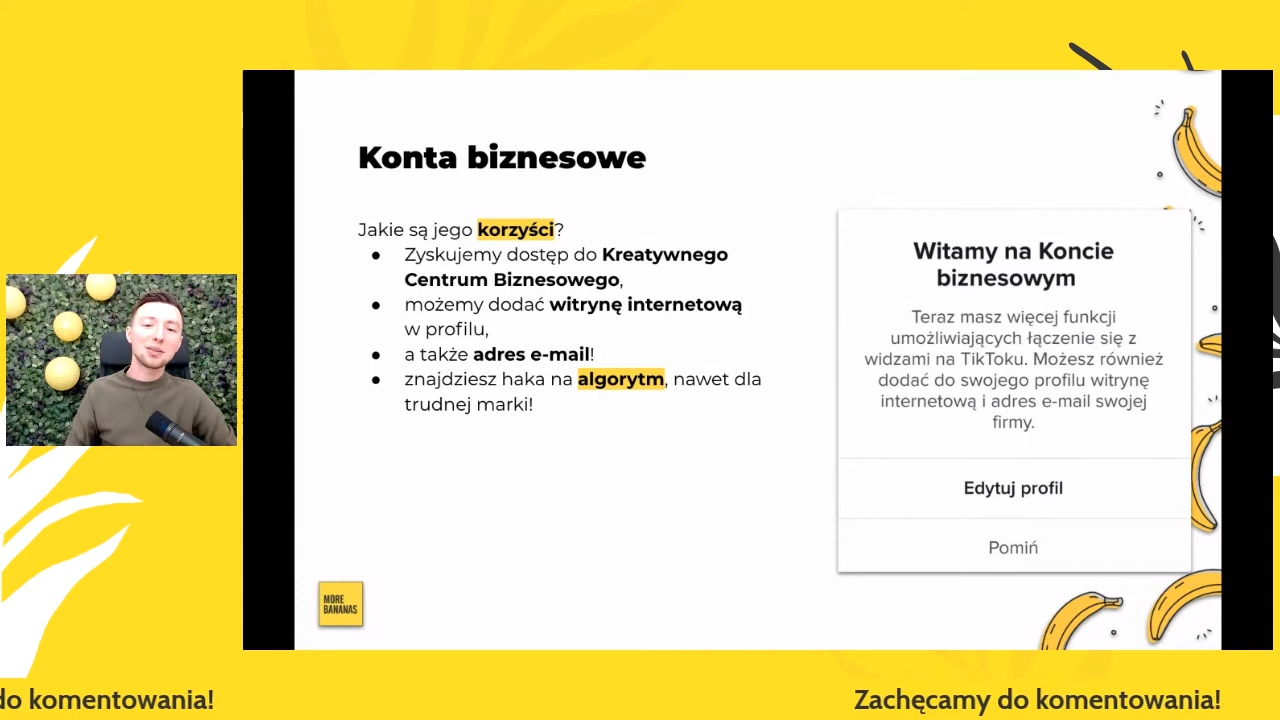 Konta biznesowe
Jakie są jego korzyści?
● Zyskujemy dostęp do Kreatywnego
Centrum Biznesowego,
● możemy dodać witrynę internetową
w profilu,
● a także adres e-mail!
● znajdziesz haka na algorytm, nawet dla
trudnej marki!
Witamy na Koncie
biznesowym
Teraz masz więcej funkcji
umożliwiających łączenie się z
widzami na TikToku. Możesz również
dodać do swojego profilu witrynę
internetową i adres e-mail swojej
firmy.
Edytuj profil
Pomiń
MORE
BANANAS
do komentowania!
Zachęcamy do komentowania!